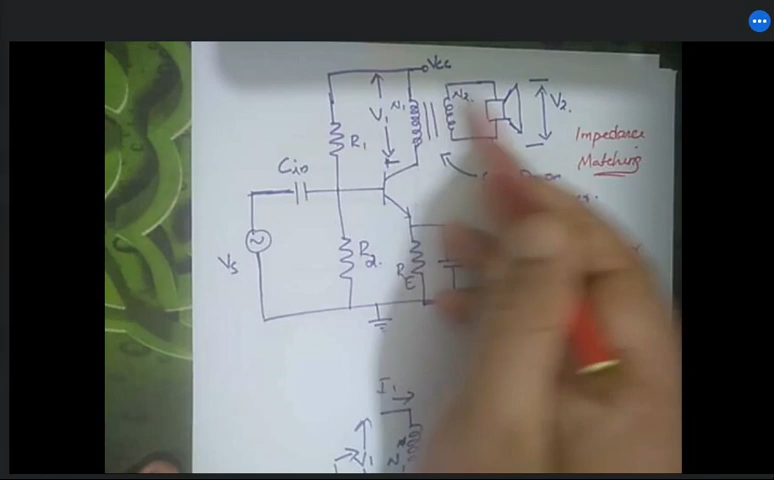 Vcc
V1
N1
N2
V2.
R1
Impedance
Matching
Cin
Vs
R2.
RE
I1
V1
N1